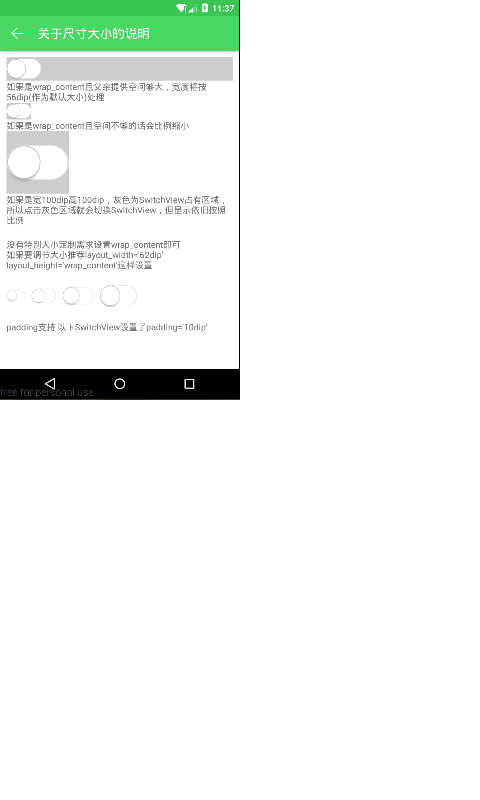 11:37
关于尺寸大小的说明
如果是wrap_content且父亲提供空间够大，宽度将按
56dip(作为默认大小)处理
如果是wrap_content且空间不够的话会比例缩小
如果是宽100dip高100dip，灰色为SwitchView占有区域，
所以点击灰色区域就会切换SwitchView，但显示依旧按照
比例
没有特别大小定制需求设置wrap_content即可
如果要调节大小推荐layout_width='62dip'
layout_height='wrap_content'这样设置
padding支持 以下SwitchView设置了padding='10dip'
free for personal use